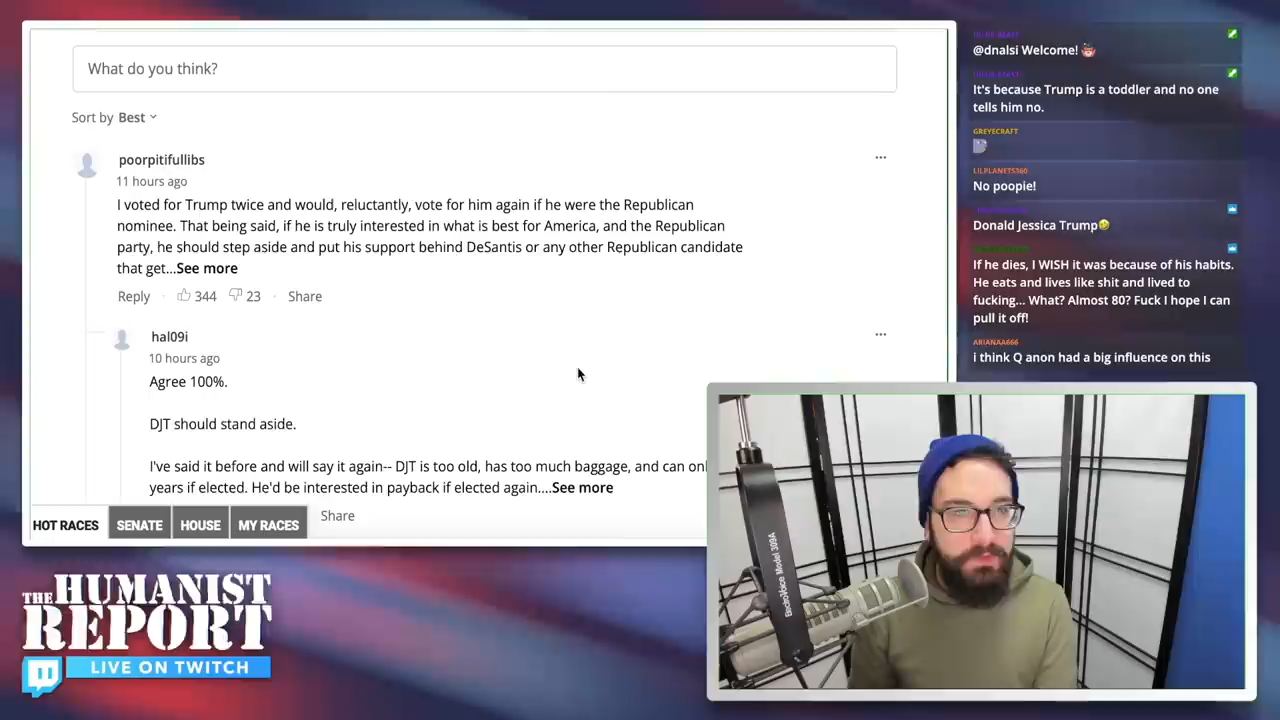 What do you think?
Sort by Best
poorpitifullibs
11 hours ago
I voted for Trump twice and would, reluctantly, vote for him again if he were the Republican
nominee. That being said, if he is truly interested in what is best for America, and the Republican
party, he should step aside and put his support behind DeSantis or any other Republican candidate
that get...See more
Reply · 344 23 · Share
hal09i
10 hours ago
Agree 100%.
DJT should stand aside.
I've said it before and will say it again-- DJT is too old, has too much baggage, and can onl
years if elected. He'd be interested in payback if elected again....See more
Share
HOT RACES SENATE HOUSE MY RACES
@dnalsi Welcome!
It's because Trump is a toddler and no one
tells him no.
GREYECRAFT
LILPLANETS360
No poopie!
Donald Jessica Trump🤣
If he dies, I WISH it was because of his habits.
He eats and lives like shit and lived to
fucking... What? Almost 80? Fuck I hope I can
pull it off!
ARIANAA666
i think Q anon had a big influence on this
ElectroVoice Model 309A
THE HUMANIST
REPORT
LIVE ON TWITCH